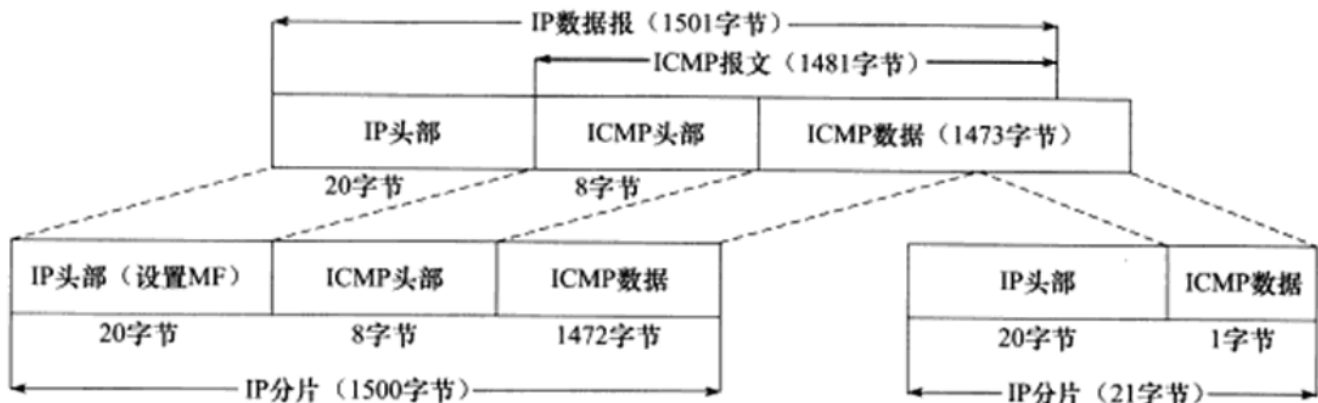 IP数据报（1501字节）
ICMP报文（1481字节）
IP头部 ICMP头部 ICMP数据（1473字节）
20字节 8字节
IP头部（设置MF） ICMP头部 ICMP数据 IP头部 ICMP数据
20字节 8字节 1472字节 20字节 1字节
IP分片（1500字节） IP分片（21字节）